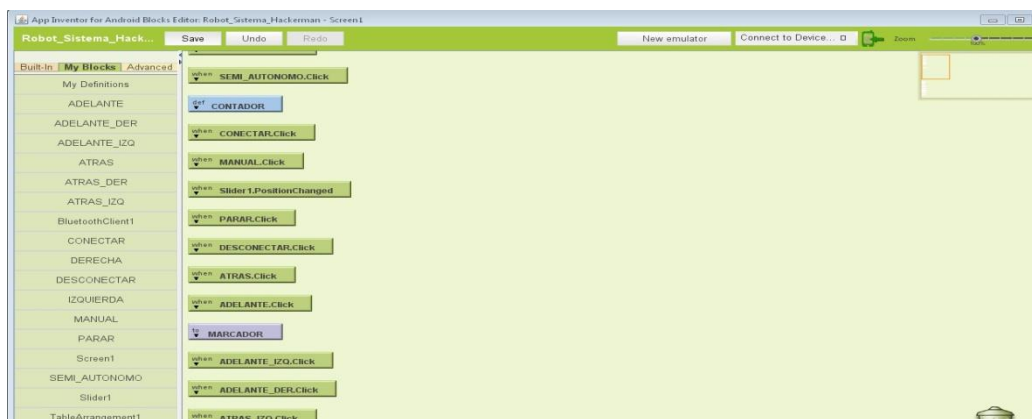 App Inventor for Android Blocks Editor: Robot_Sistema_Hackerman - Screen1
Robot_Sistema_Hack... Save Undo Redo New emulator Connect to Device... Zoom
Built-In My Blocks Advanced
My Definitions
ADELANTE
ADELANTE_DER
ADELANTE_IZQ
ATRAS
ATRAS_DER
ATRAS_IZQ
BluetoothClient1
CONECTAR
DERECHA
DESCONECTAR
IZQUIERDA
MANUAL
PARAR
Screen1
SEMI_AUTONOMO
Slider1
TableArrangement1
when SEMI_AUTONOMO.Click
def CONTADOR
when CONECTAR.Click
when MANUAL.Click
when Slider1.PositionChanged
when PARAR.Click
when DESCONECTAR.Click
when ATRAS.Click
when ADELANTE.Click
to MARCADOR
when ADELANTE_IZQ.Click
when ADELANTE_DER.Click
when ATRAS_IZQ.Click